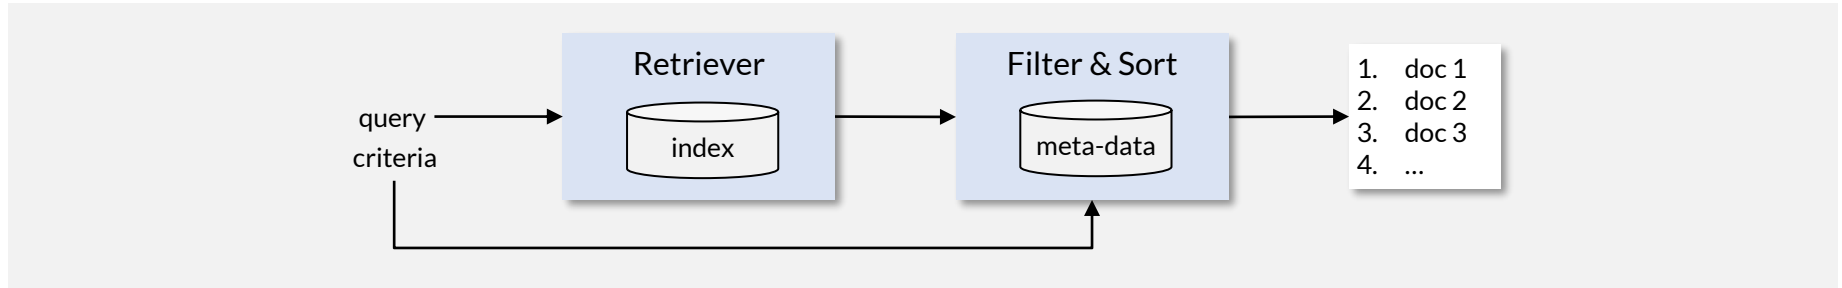 query
criteria
Retriever
index
Filter & Sort
meta-data
1. doc 1
2. doc 2
3. doc 3
4. ...